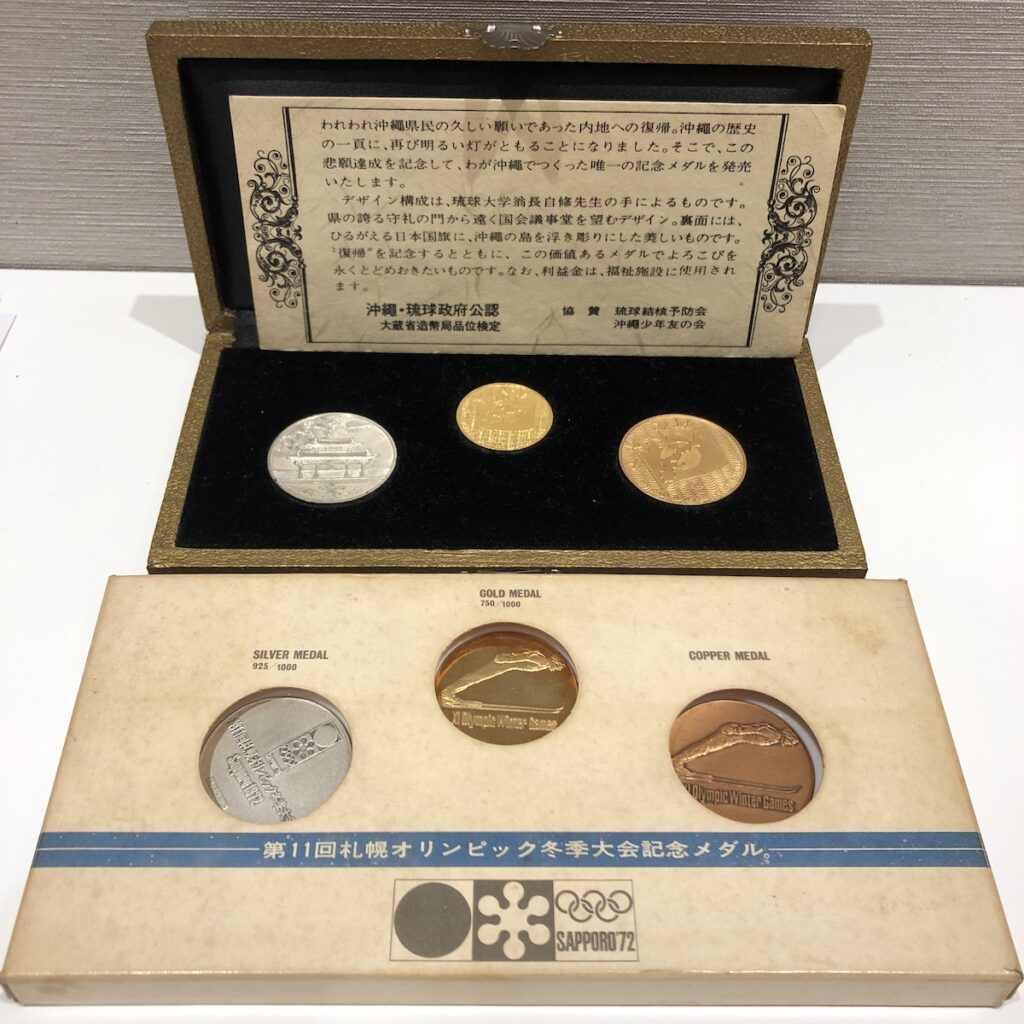 われわれ沖繩県民の久しい願いであった内地への復帰。沖繩の歴史
の一頁に、再び明るい灯がともることになりました。そこで、この
悲願達成を記念して、わが沖繩でつくった唯一の記念メダルを発売
いたします。
デザイン構成は、琉球大学翁長自修先生の手によるものです。
県の誇る守礼の門から遠く国会議事堂を望むデザイン。裏面には、
ひるがえる日本国旗に、沖繩の島を浮き彫りにした美しいものです。
〝復帰〟を記念するとともに、この価値あるメダルでよろこびを
永くとどめおきたいものです。なお、利益金は、福祉施設に使用され
ます。
沖繩・琉球政府公認
大蔵省造幣局品位検定
協賛 琉球結核予防会
沖繩少年友の会
GOLD MEDAL
750/1000
SILVER MEDAL
925/1000
COPPER MEDAL
Sapporo 1972
XI Olympic Winter Games
XI Olympic Winter Games
第11回札幌オリンピック冬季大会記念メダル。
SAPPORO'72